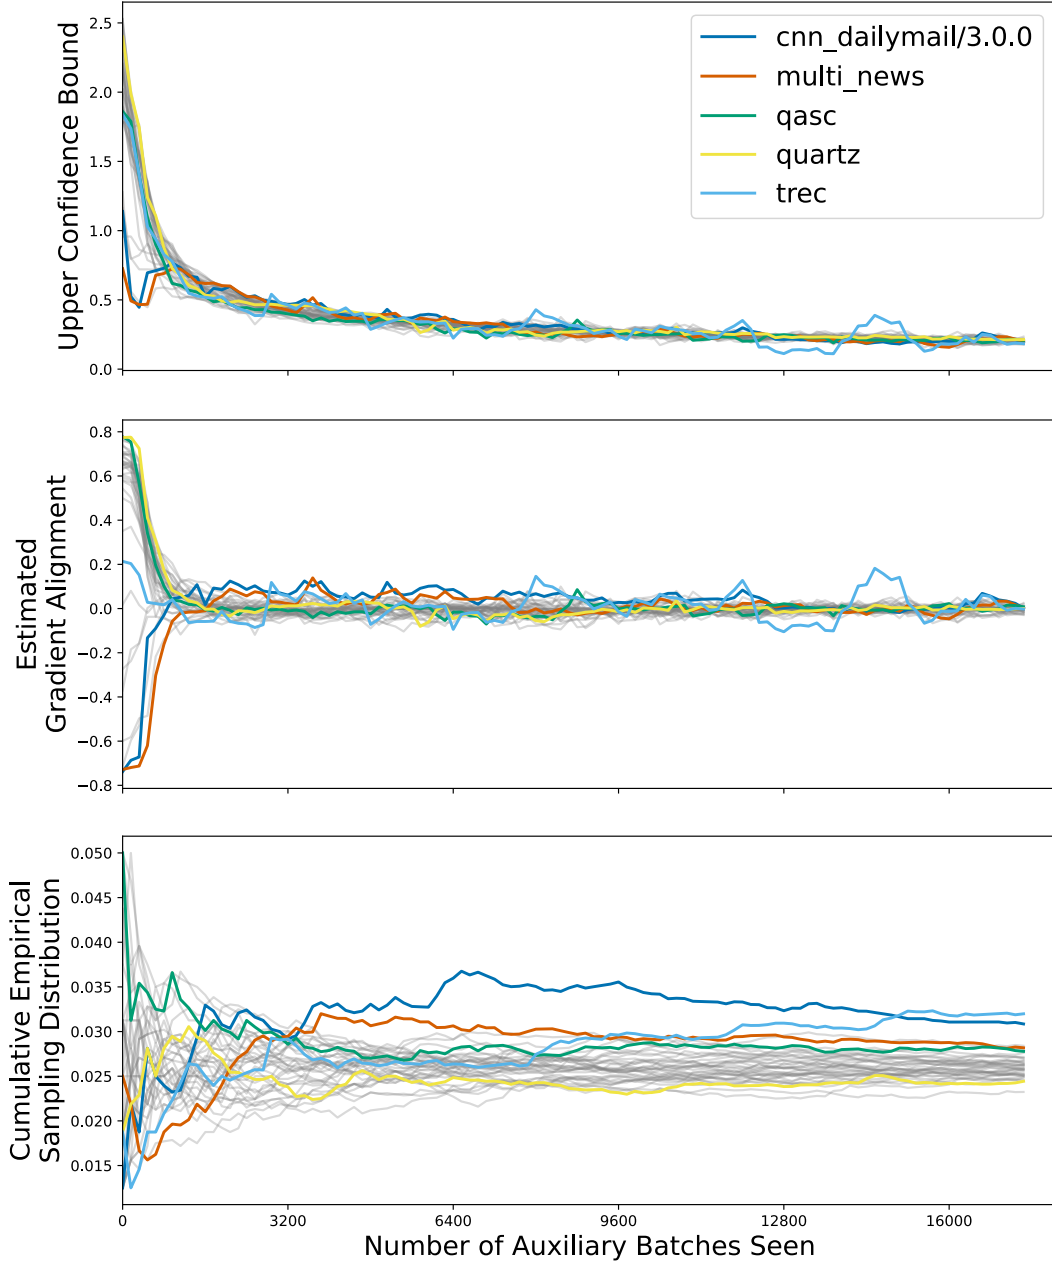 Upper Confidence Bound
2.5
2.0
1.5
1.0
0.5
0.0
cnn_dailymail/3.0.0
multi_news
qasc
quartz
trec
Estimated
Gradient Alignment
0.8
0.6
0.4
0.2
0.0
−0.2
−0.4
−0.6
−0.8
Cumulative Empirical
Sampling Distribution
0.050
0.045
0.040
0.035
0.030
0.025
0.020
0.015
0 3200 6400 9600 12800 16000
Number of Auxiliary Batches Seen